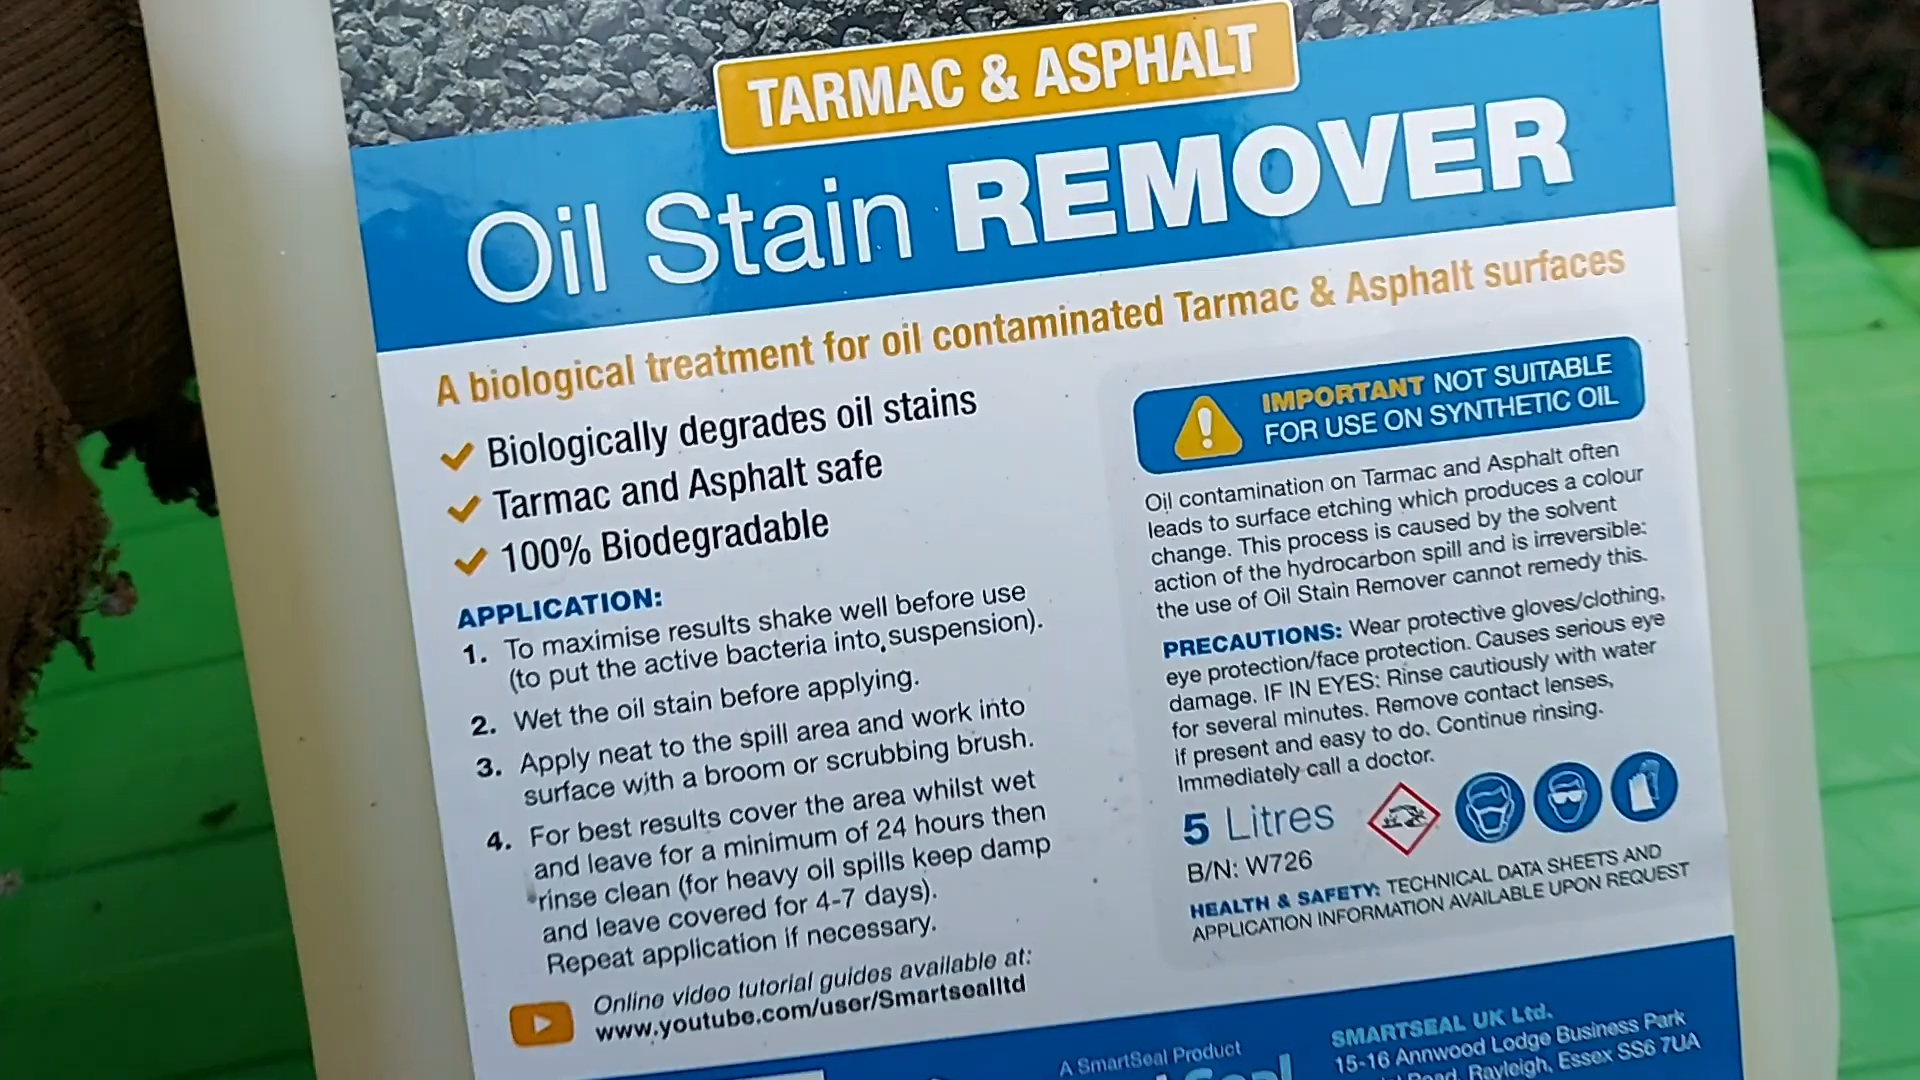 TARMAC & ASPHALT
Oil Stain REMOVER
A biological treatment for oil contaminated Tarmac & Asphalt surfaces
Biologically degrades oil stains
Tarmac and Asphalt safe
100% Biodegradable
APPLICATION:
1. To maximise results shake well before use
(to put the active bacteria into suspension).
2. Wet the oil stain before applying.
3. Apply neat to the spill area and work into
surface with a broom or scrubbing brush.
4. For best results cover the area whilst wet
and leave for a minimum of 24 hours then
rinse clean (for heavy oil spills keep damp
and leave covered for 4-7 days).
Repeat application if necessary.
Online video tutorial guides available at:
www.youtube.com/user/Smartsealltd
IMPORTANT NOT SUITABLE
FOR USE ON SYNTHETIC OIL
Oil contamination on Tarmac and Asphalt often
leads to surface etching which produces a colour
change. This process is caused by the solvent
action of the hydrocarbon spill and is irreversible:
the use of Oil Stain Remover cannot remedy this.
PRECAUTIONS: Wear protective gloves/clothing,
eye protection/face protection. Causes serious eye
damage. IF IN EYES: Rinse cautiously with water
for several minutes. Remove contact lenses,
if present and easy to do. Continue rinsing.
Immediately call a doctor.
5 Litres
B/N: W726
HEALTH & SAFETY: TECHNICAL DATA SHEETS AND
APPLICATION INFORMATION AVAILABLE UPON REQUEST
A SmartSeal Product
Seal
SMARTSEAL UK Ltd.
15-16 Annwood Lodge Business Park
Road, Rayleigh, Essex SS6 7UA